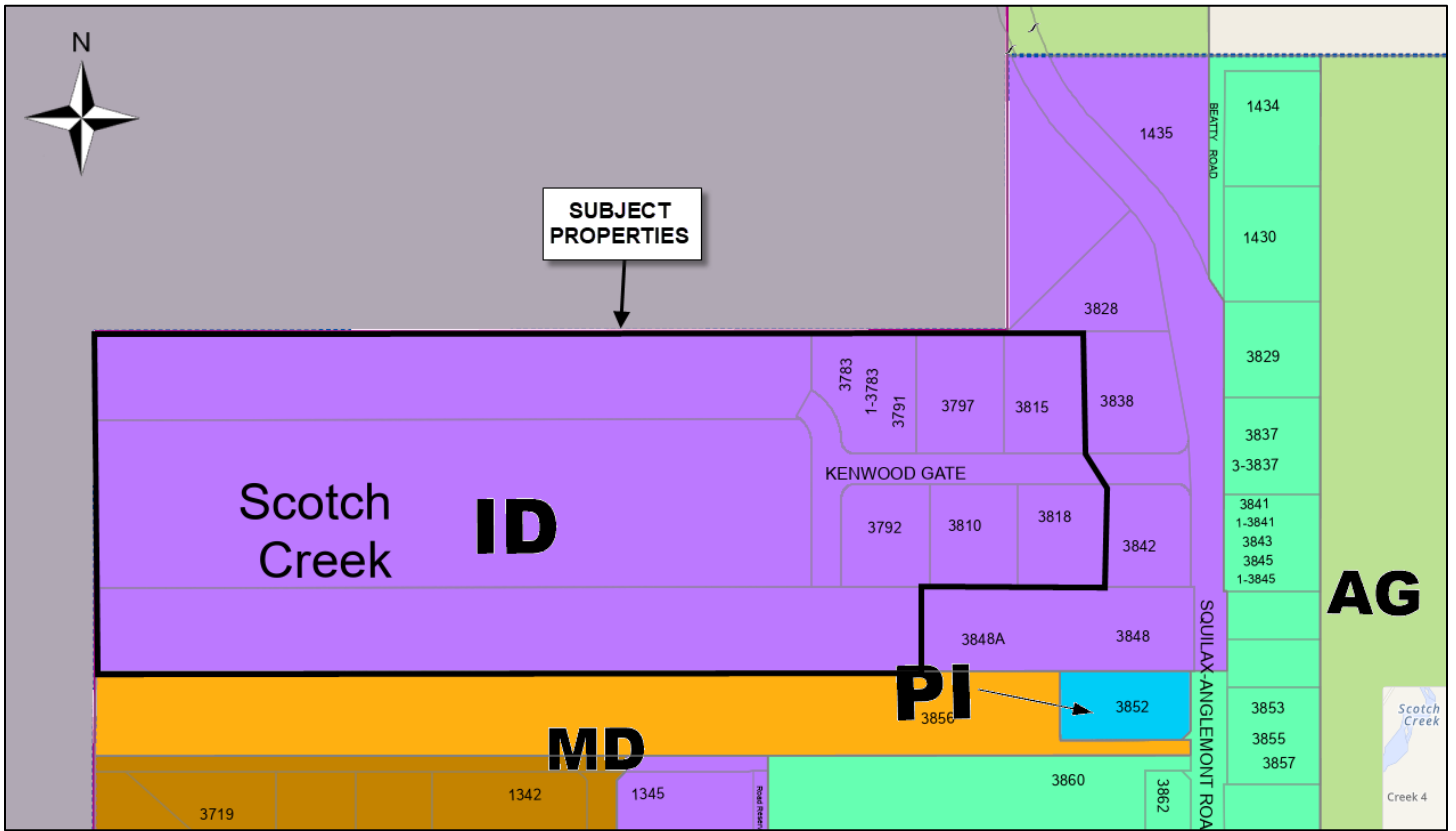 N
1434
BEATTY ROAD
1435
SUBJECT
PROPERTIES
1430
3828
3829
3783
1-3783
3791
3797
3815
3838
3837
3-3837
KENWOOD GATE
Scotch
Creek
ID
3792
3810
3818
3842
3841
1-3841
3843
3845
1-3845
AG
SQUILAX-ANGLEMONT ROA
3848A
3848
PI
3856
3852
3853
3855
3857
Scotch
Creek
MD
3719
1342
1345
Road Reserv
3860
3862
Creek 4